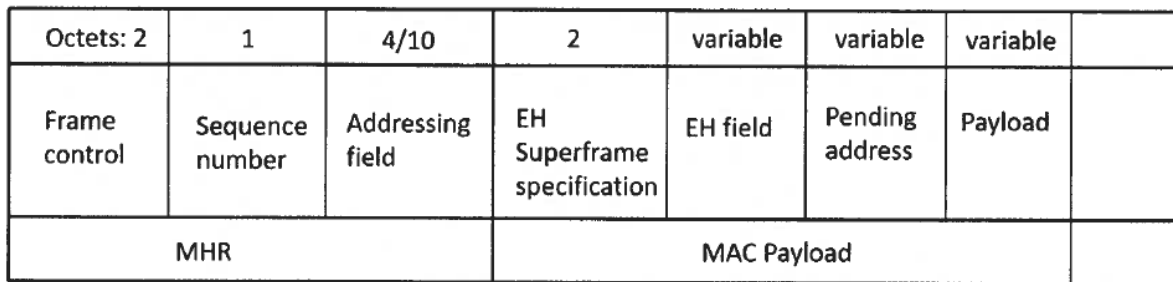 Octets: 2 1 4/10 2 variable variable variable
Frame control Sequence number Addressing field EH Superframe specification EH field Pending address Payload
MHR MAC Payload